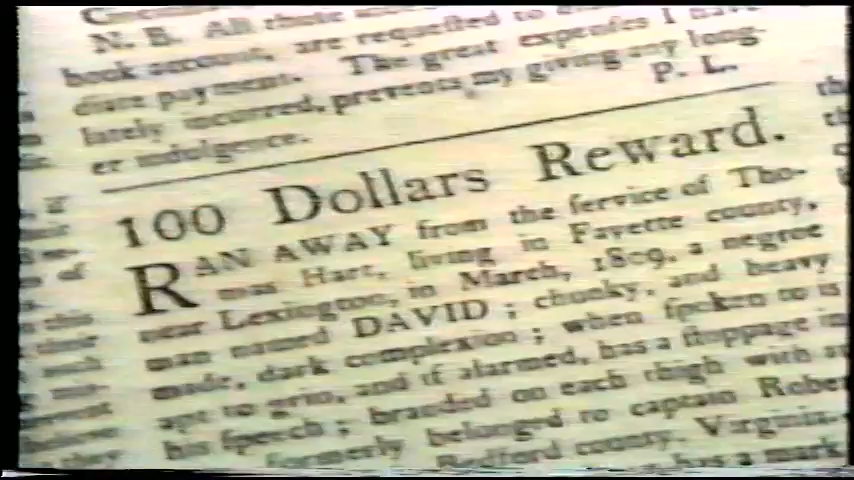 N. B. All those
book account, are requested to
diate payment. The great expenses I have
lately incurred, prevents my giving any long-
er indulgence.
P. L.
100 Dollars Reward.
RAN AWAY from the ſervice of Tho-
mas Hart, living in Fayette county,
near Lexington, in March, 1809, a negree
man named DAVID; chunky, and heavy
made, dark complexion; when ſpoken to is
apt to grin, and if alarmed, has a ſtoppage in
his ſpeech; branded on each thigh with
formerly belonged to captain
Bedford county, Virginia
has a mark